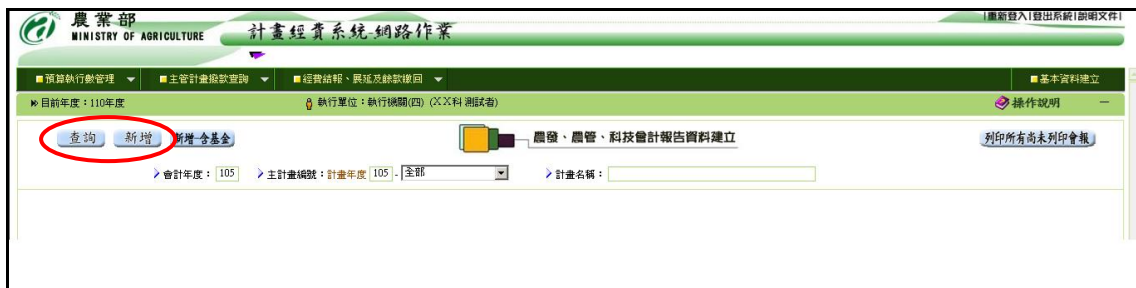 農業部
MINISTRY OF AGRICULTURE
計畫經費系統-網路作業
|重新登入|登出系統|說明文件|
預算執行數管理
主管計畫撥款查詢
經費結報、展延及餘款繳回
基本資料建立
目前年度：110年度
執行單位：執行機關(四) (XX科測試者)
操作說明
查詢 新增 新增-含基金
農發、農管、科技會計報告資料建立
列印所有尚未列印會報
會計年度： 105 主計畫編號：計畫年度 105 - 全部 計畫名稱：